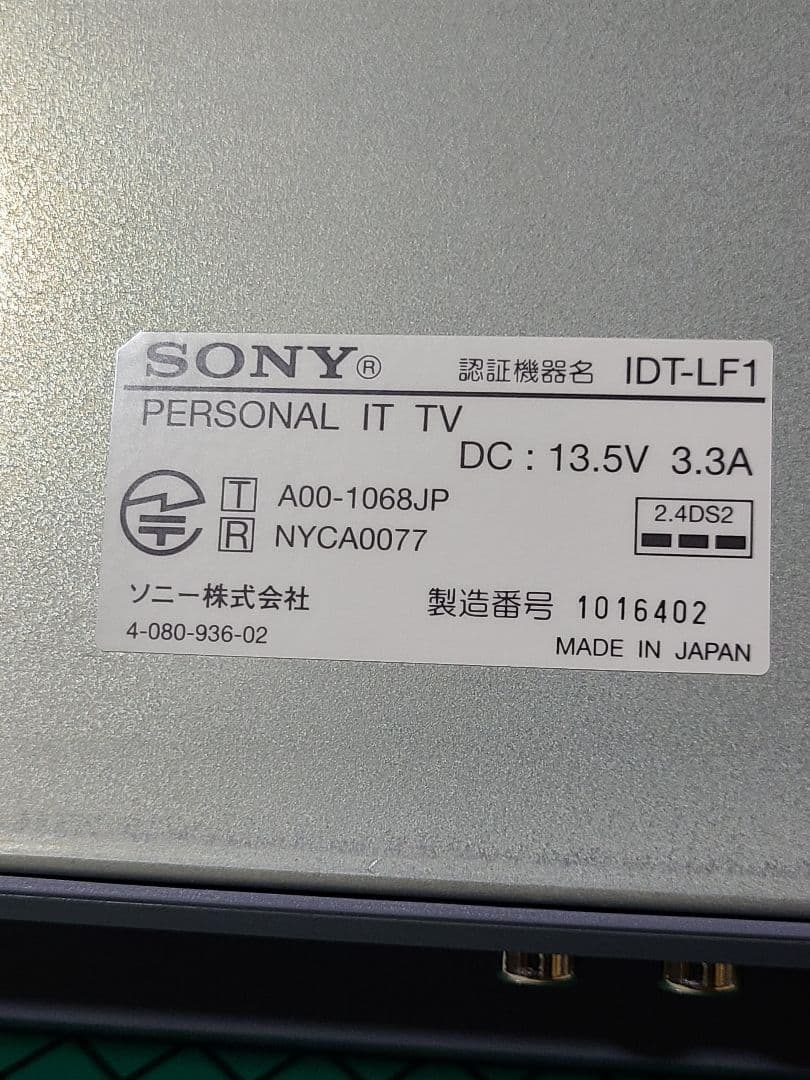 SONY® 認証機器名 IDT-LF1
PERSONAL IT TV
DC : 13.5V 3.3A
T A00-1068JP
R NYCA0077
2.4DS2
ソニー株式会社
製造番号 1016402
4-080-936-02
MADE IN JAPAN